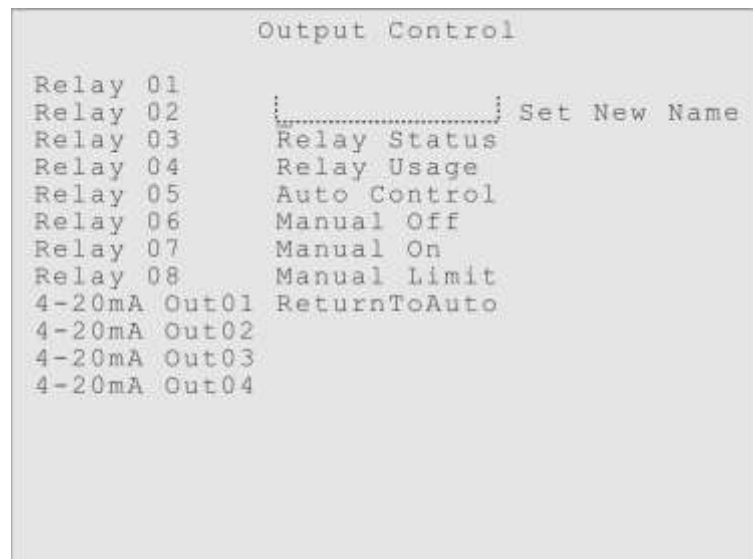 Output Control
Relay 01
Relay 02 Set New Name
Relay 03 Relay Status
Relay 04 Relay Usage
Relay 05 Auto Control
Relay 06 Manual Off
Relay 07 Manual On
Relay 08 Manual Limit
4-20mA Out01 ReturnToAuto
4-20mA Out02
4-20mA Out03
4-20mA Out04